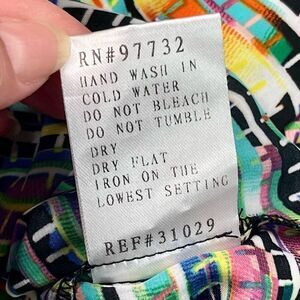 RN#97732
HAND WASH IN
COLD WATER
DO NOT BLEACH
DO NOT TUMBLE
DRY
DRY FLAT
IRON ON THE
LOWEST SETTING
REF#31029